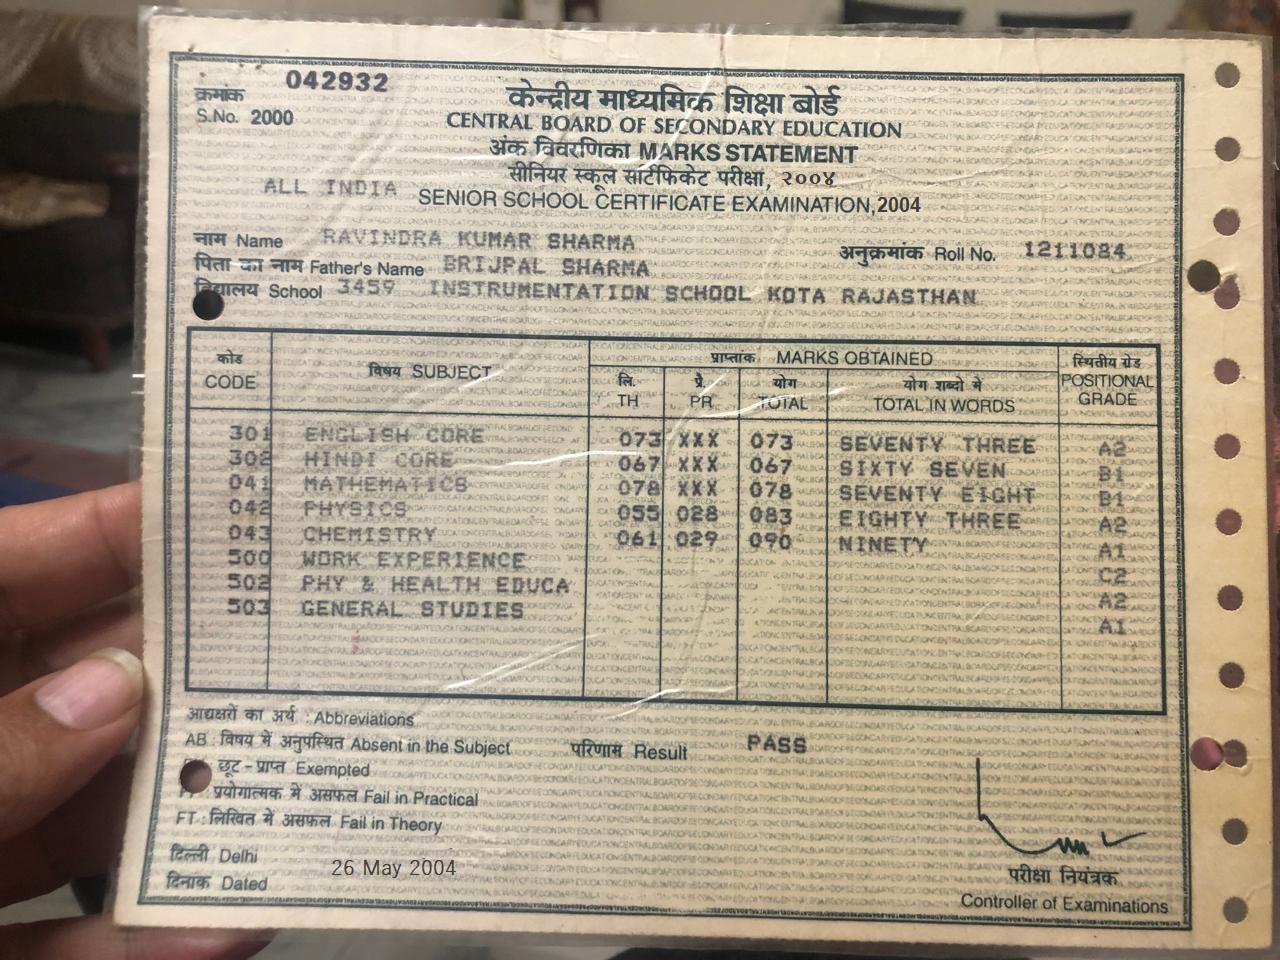 042932
क्रमांक
S.No. 2000
केन्द्रीय माध्यमिक शिक्षा बोर्ड
CENTRAL BOARD OF SECONDARY EDUCATION
अंक विवरणिका MARKS STATEMENT
सीनियर स्कूल सर्टिफिकेट परीक्षा, २००४
ALL INDIA
SENIOR SCHOOL CERTIFICATE EXAMINATION,2004
नाम Name RAVINDRA KUMAR SHARMA
अनुक्रमांक Roll No. 1211084
पिता का नाम Father's Name BRIJPAL SHARMA
विद्यालय School 3459 INSTRUMENTATION SCHOOL KOTA RAJASTHAN
कोड CODE विषय SUBJECT प्राप्तांक MARKS OBTAINED स्थितीय ग्रेड POSITIONAL GRADE
लि. TH प्रे. PR योग TOTAL योग शब्दो में TOTAL IN WORDS
301 ENGLISH CORE 073 XXX 073 SEVENTY THREE A2
302 HINDI CORE 067 XXX 067 SIXTY SEVEN B1
041 MATHEMATICS 078 XXX 078 SEVENTY EIGHT B1
042 PHYSICS 055 028 083 EIGHTY THREE A2
043 CHEMISTRY 061 029 090 NINETY A1
500 WORK EXPERIENCE C2
502 PHY & HEALTH EDUCA A2
503 GENERAL STUDIES A1
आद्यक्षरों का अर्थ : Abbreviations
AB : विषय में अनुपस्थित Absent in the Subject
परिणाम Result PASS
छूट - प्राप्त Exempted
प्रयोगात्मक में असफल Fail in Practical
FT : लिखित में असफल Fail in Theory
दिल्ली Delhi
दिनांक Dated 26 May 2004
परीक्षा नियंत्रक
Controller of Examinations